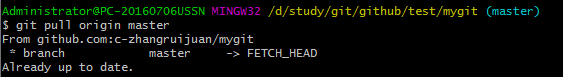 Administrator@PC-20160706USSN MINGW32 /d/study/git/github/test/mygit (master)
$ git pull origin master
From github.com:c-zhangruijuan/mygit
 * branch            master     -> FETCH_HEAD
Already up to date.